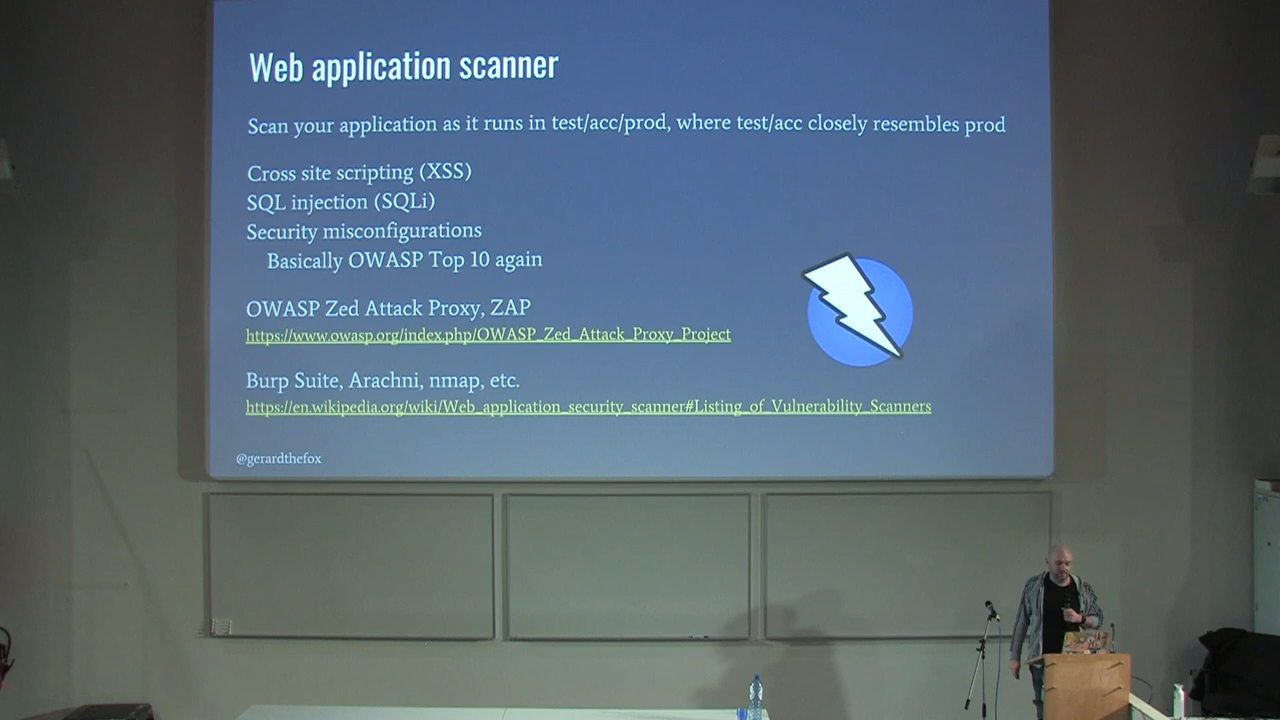 Web application scanner
Scan your application as it runs in test/acc/prod, where test/acc closely resembles prod
Cross site scripting (XSS)
SQL injection (SQLi)
Security misconfigurations
Basically OWASP Top 10 again
OWASP Zed Attack Proxy, ZAP
https://www.owasp.org/index.php/OWASP_Zed_Attack_Proxy_Project
Burp Suite, Arachni, nmap, etc.
https://en.wikipedia.org/wiki/Web_application_security_scanner#Listing_of_Vulnerability_Scanners
@gerardthefox